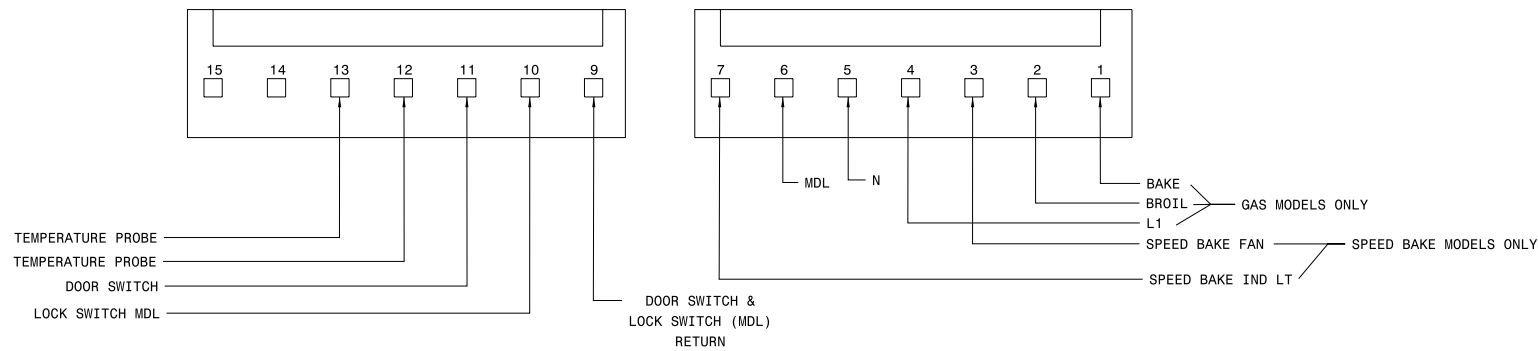 15 14 13 12 11 10 9
7 6 5 4 3 2 1
MDL
N
BAKE
BROIL
L1
GAS MODELS ONLY
SPEED BAKE FAN
SPEED BAKE MODELS ONLY
SPEED BAKE IND LT
TEMPERATURE PROBE
TEMPERATURE PROBE
DOOR SWITCH
LOCK SWITCH MDL
DOOR SWITCH &
LOCK SWITCH (MDL)
RETURN